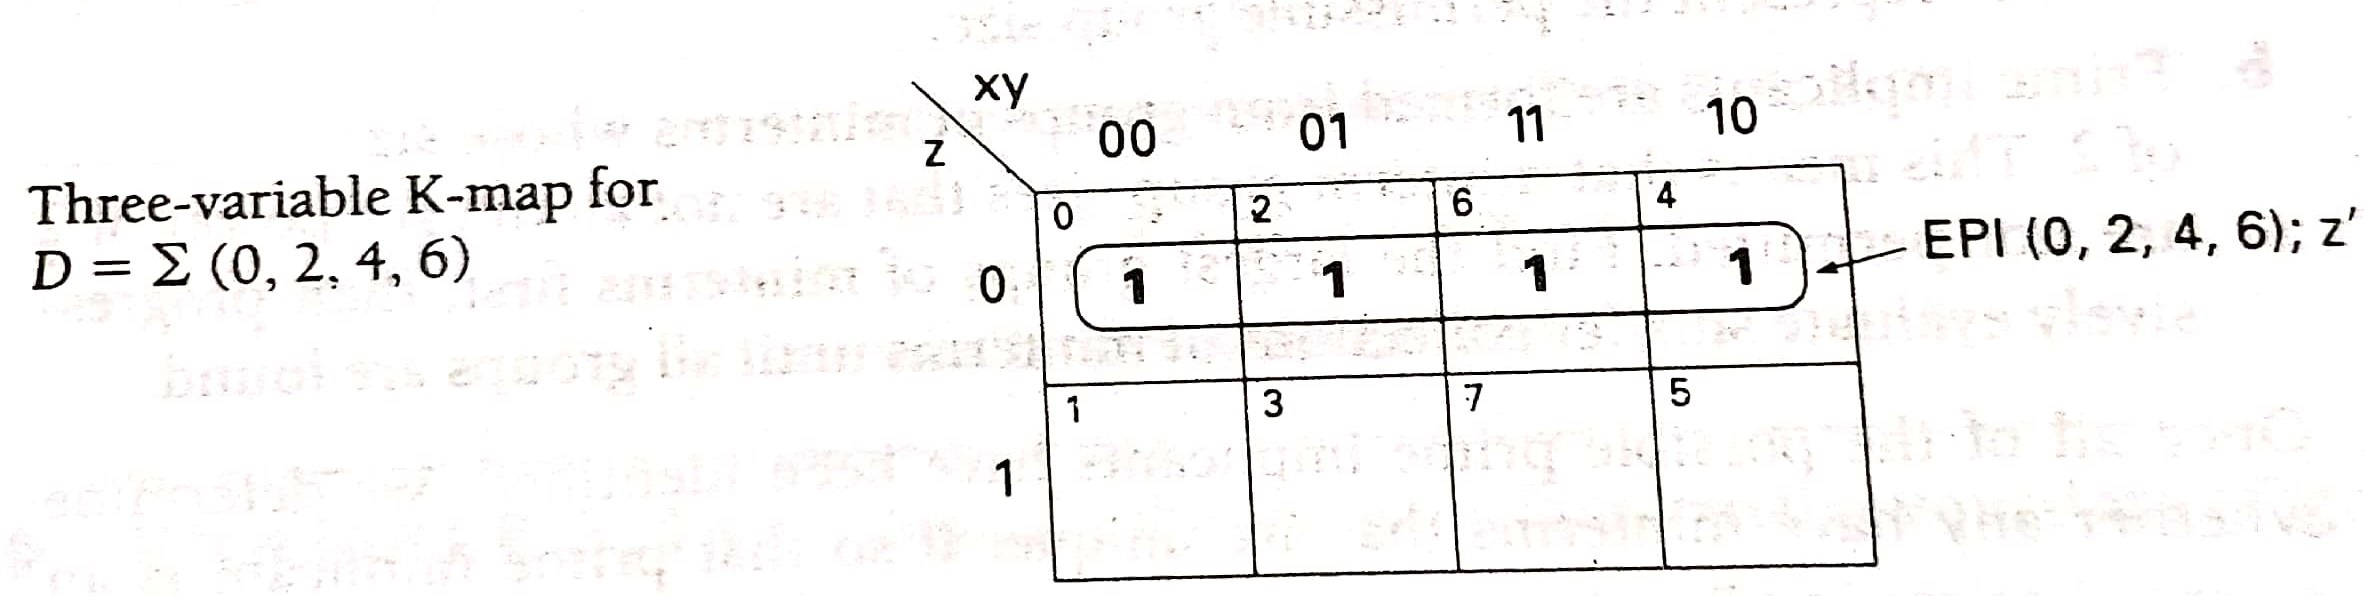 Three-variable K-map for
D = Σ (0, 2, 4, 6)
xy
z
00 01 11 10
0 2 6 4
0 1 1 1 1
EPI (0, 2, 4, 6); z′
1 3 7 5
1